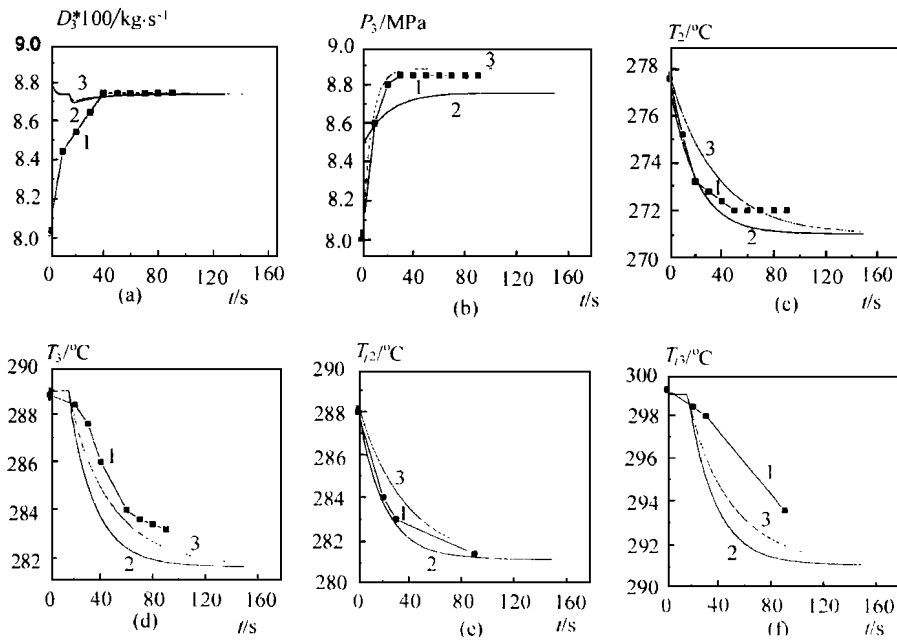 D₃*100/kg·s⁻¹
9.0
8.8
8.6
8.4
8.2
8.0
3
2
1
0 40 80 120 160
(a)
t/s
P₃/MPa
9.0
8.8
8.6
8.4
8.2
8.0
3
1
2
0 40 80 120 160
(b)
t/s
T₂/°C
278
276
274
272
270
3
1
2
0 40 80 120 160
(c)
t/s
T₃/°C
290
288
286
284
282
1
3
2
0 40 80 120 160
(d)
t/s
T_{t2}/°C
290
288
286
284
282
280
3
1
2
0 40 80 120 160
(e)
t/s
T_{t3}/°C
300
298
296
294
292
290
1
3
2
0 40 80 120 160
(f)
t/s